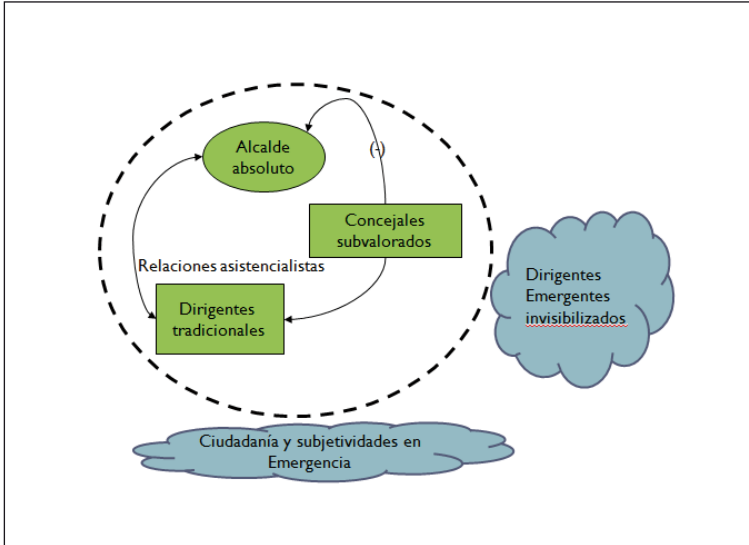 Alcalde
absoluto
(-)
Concejales
subvalorados
Relaciones asistencialistas
Dirigentes
tradicionales
Dirigentes
Emergentes
invisibilizados
Ciudadanía y subjetividades en
Emergencia